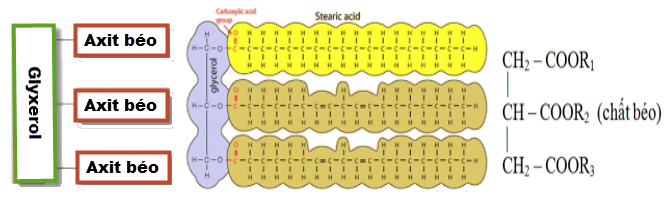 Glyxerol
Axit béo
Axit béo
Axit béo
Carboxylic acid
group
Stearic acid
glycerol
CH₂ – COOR₁
CH – COOR₂ (chất béo)
CH₂ – COOR₃